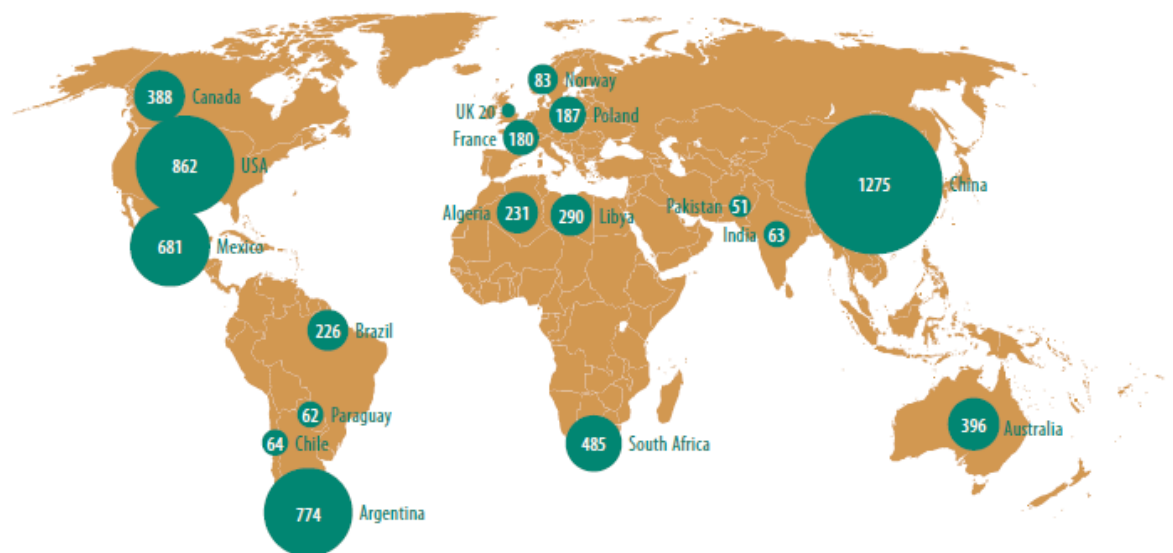 83 Norway
388 Canada
UK 20
187 Poland
France 180
862 USA
1275 China
Pakistan 51
Algeria 231
290 Libya
India 63
681 Mexico
226 Brazil
62 Paraguay
396 Australia
64 Chile
485 South Africa
774 Argentina